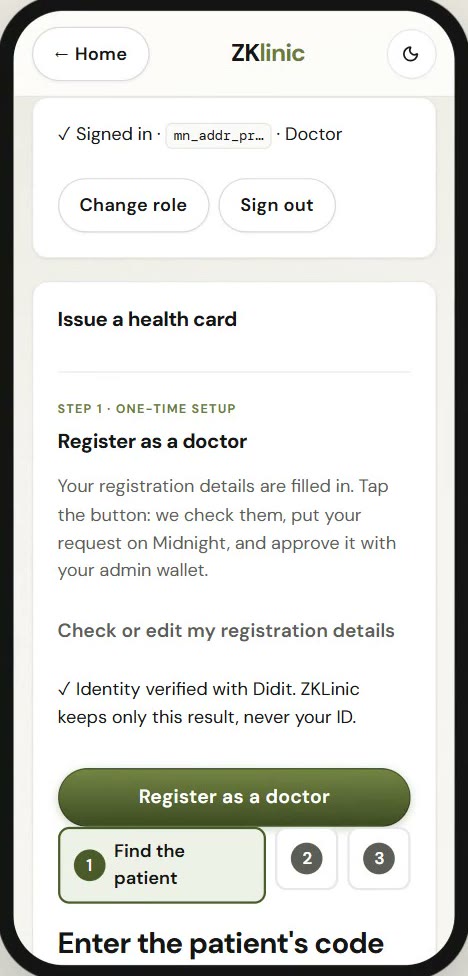 ← Home
ZKlinic
✓ Signed in · mn_addr_pr… · Doctor
Change role
Sign out
Issue a health card
STEP 1 · ONE-TIME SETUP
Register as a doctor
Your registration details are filled in. Tap
the button: we check them, put your
request on Midnight, and approve it with
your admin wallet.
Check or edit my registration details
✓ Identity verified with Didit. ZKLinic
keeps only this result, never your ID.
Register as a doctor
1 Find the
patient
2
3
Enter the patient's code